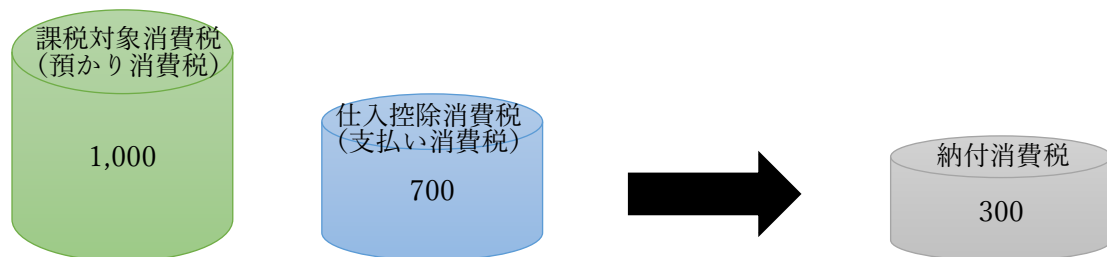 課税対象消費税
（預かり消費税）
1,000
仕入控除消費税
（支払い消費税）
700
納付消費税
300